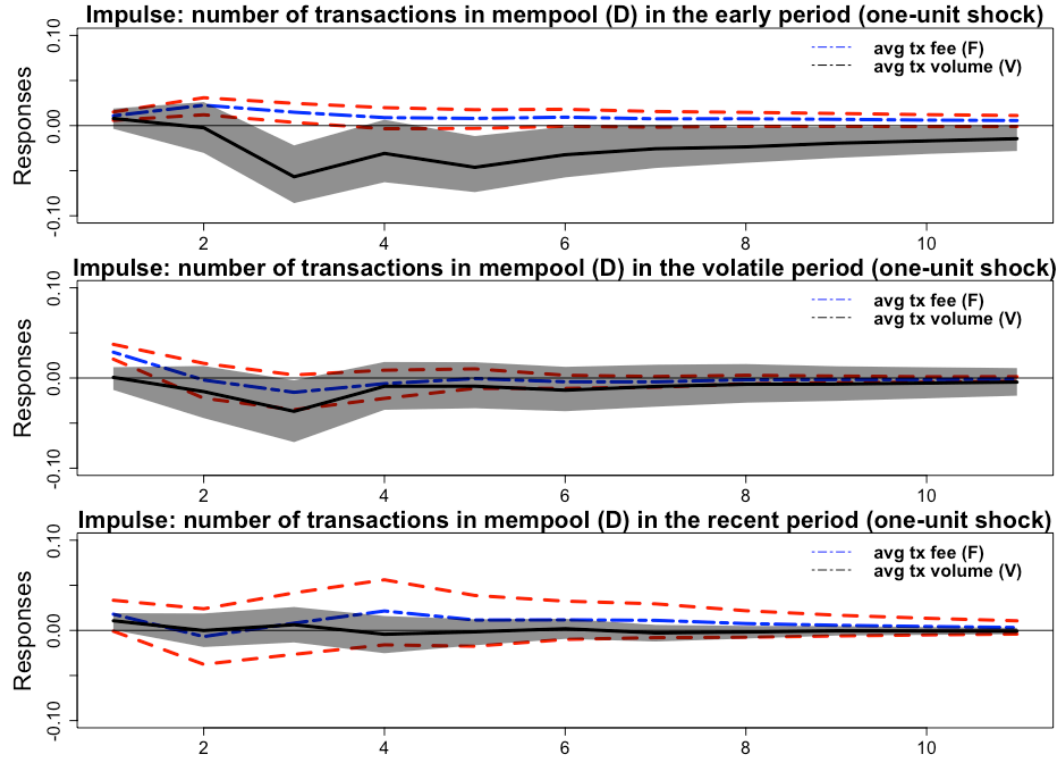 Impulse: number of transactions in mempool (D) in the early period (one-unit shock)
0.10
avg tx fee (F)
avg tx volume (V)
Responses
0.00
-0.10
2 4 6 8 10
Impulse: number of transactions in mempool (D) in the volatile period (one-unit shock)
0.10
avg tx fee (F)
avg tx volume (V)
Responses
0.00
-0.10
2 4 6 8 10
Impulse: number of transactions in mempool (D) in the recent period (one-unit shock)
0.10
avg tx fee (F)
avg tx volume (V)
Responses
0.00
-0.10
2 4 6 8 10